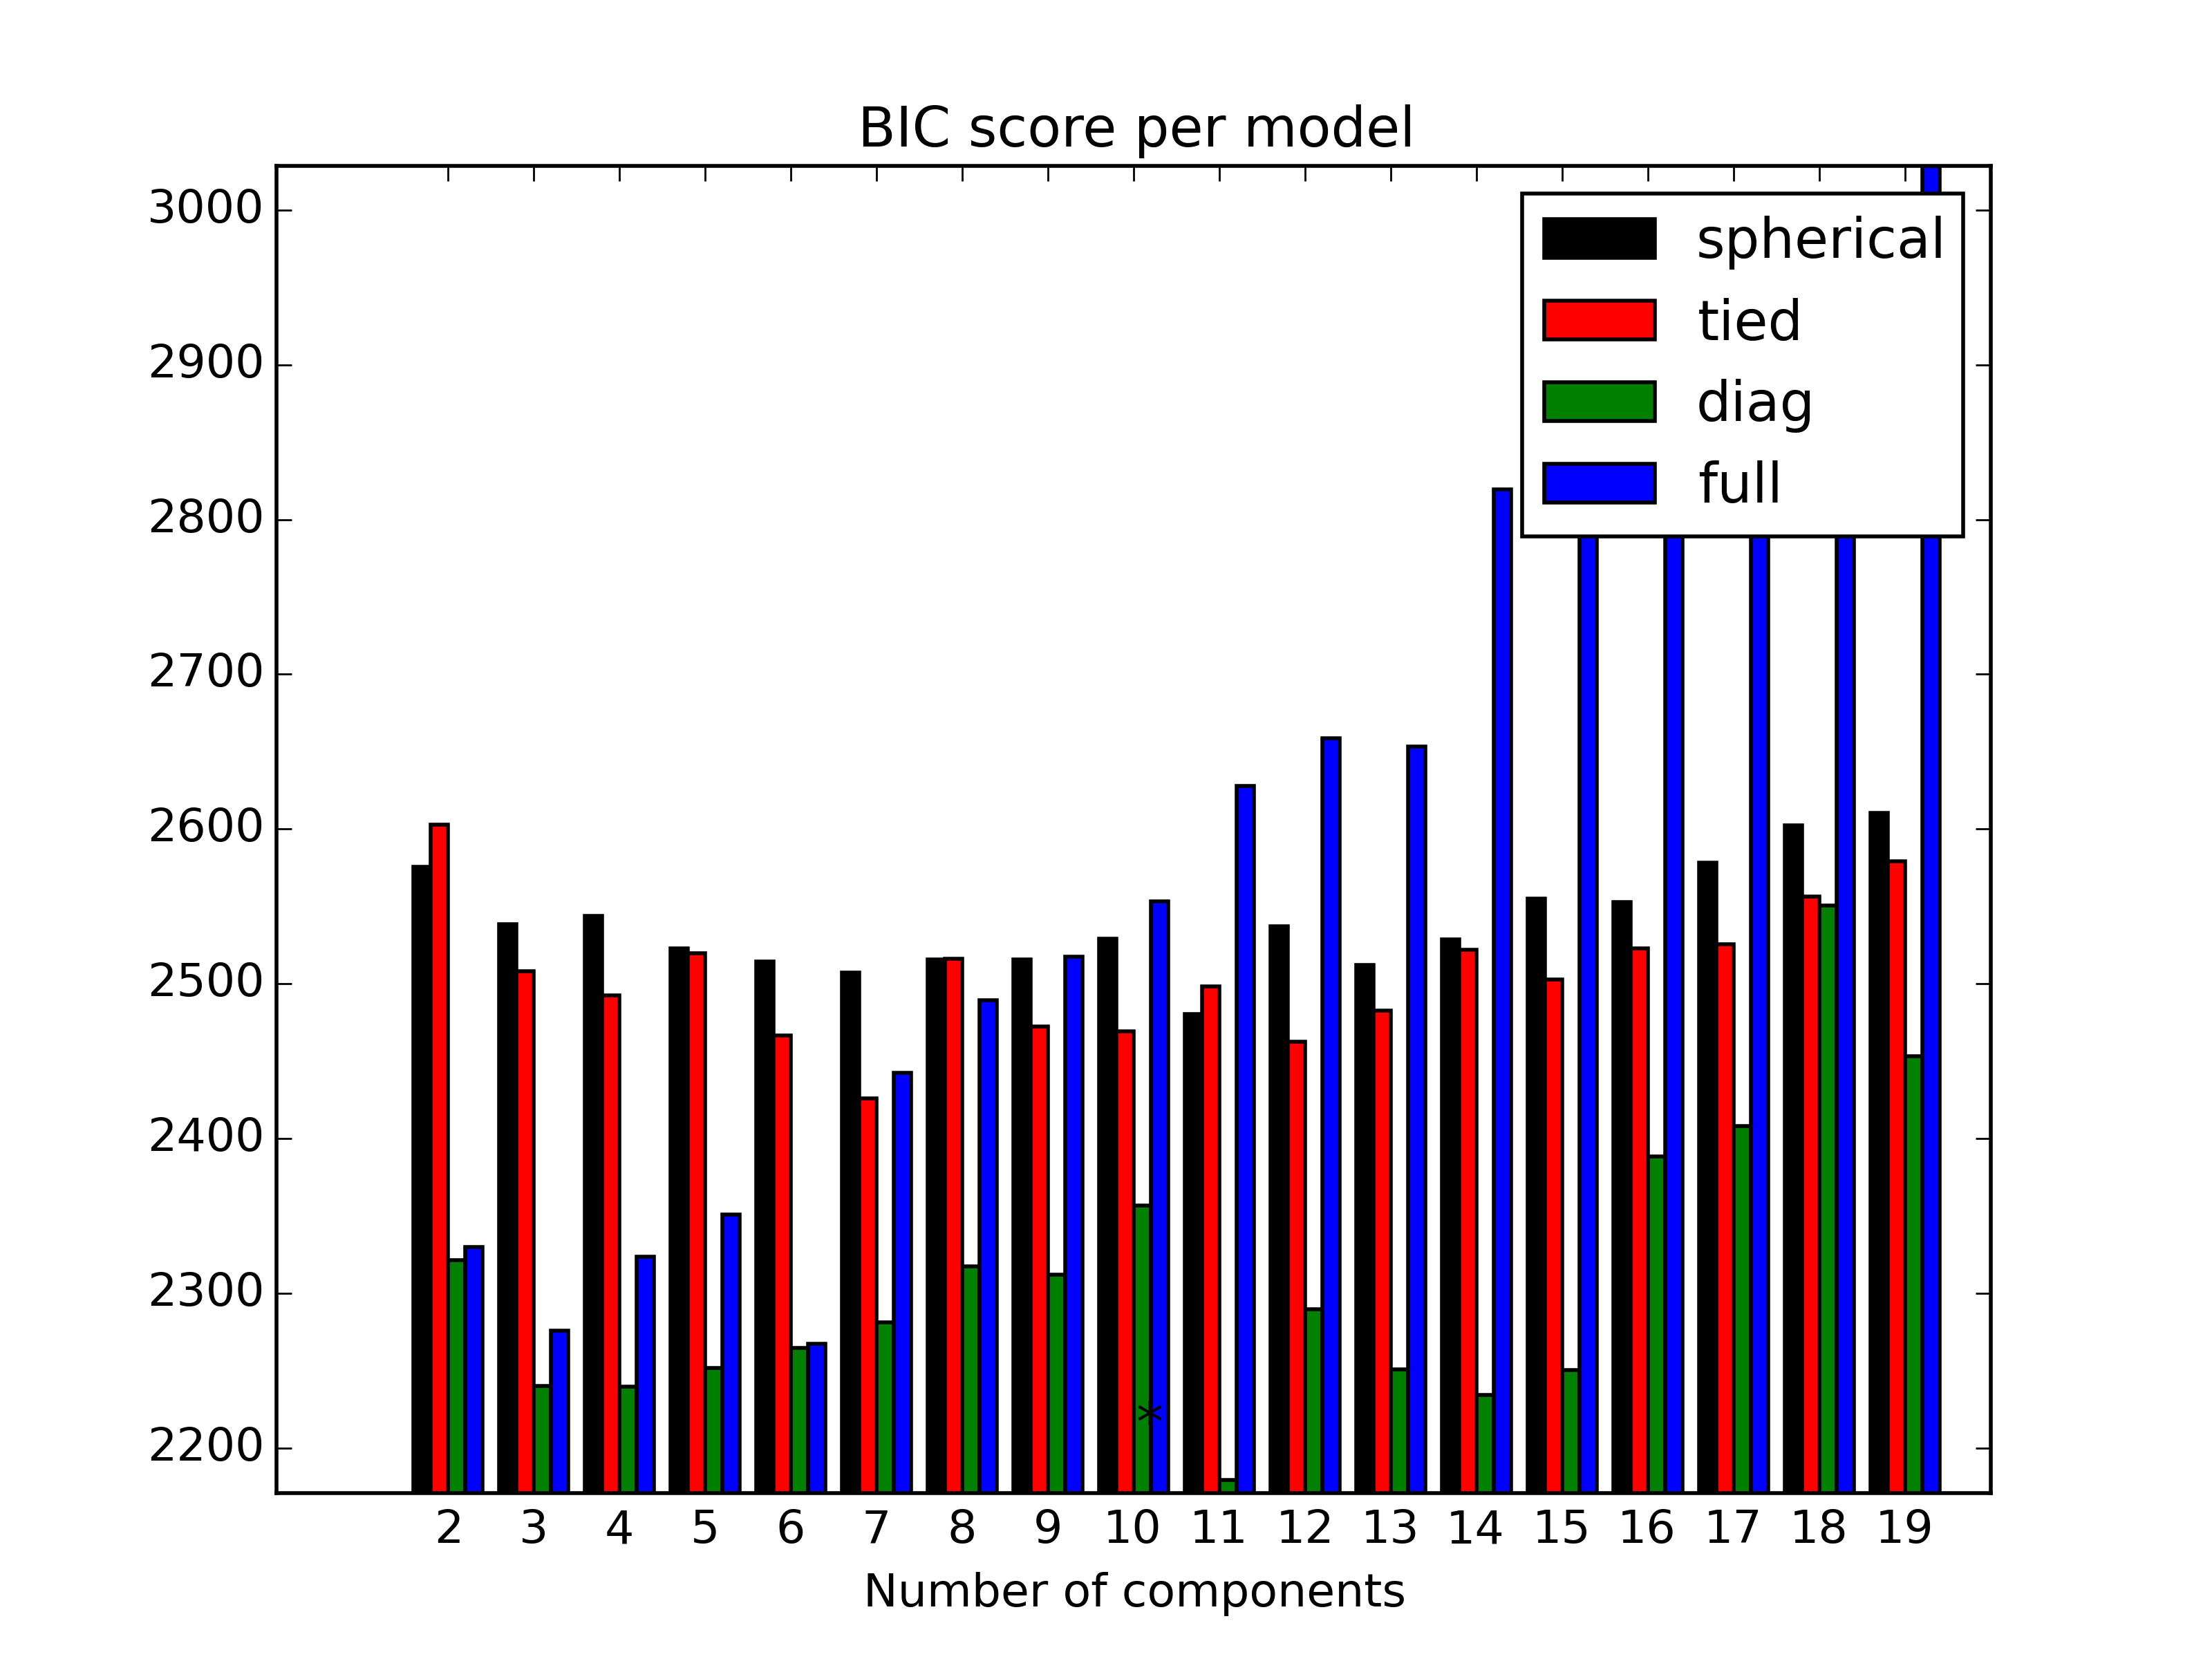 BIC score per model
3000
2900
2800
2700
2600
2500
2400
2300
2200
spherical
tied
diag
full
*
2 3 4 5 6 7 8 9 10 11 12 13 14 15 16 17 18 19
Number of components